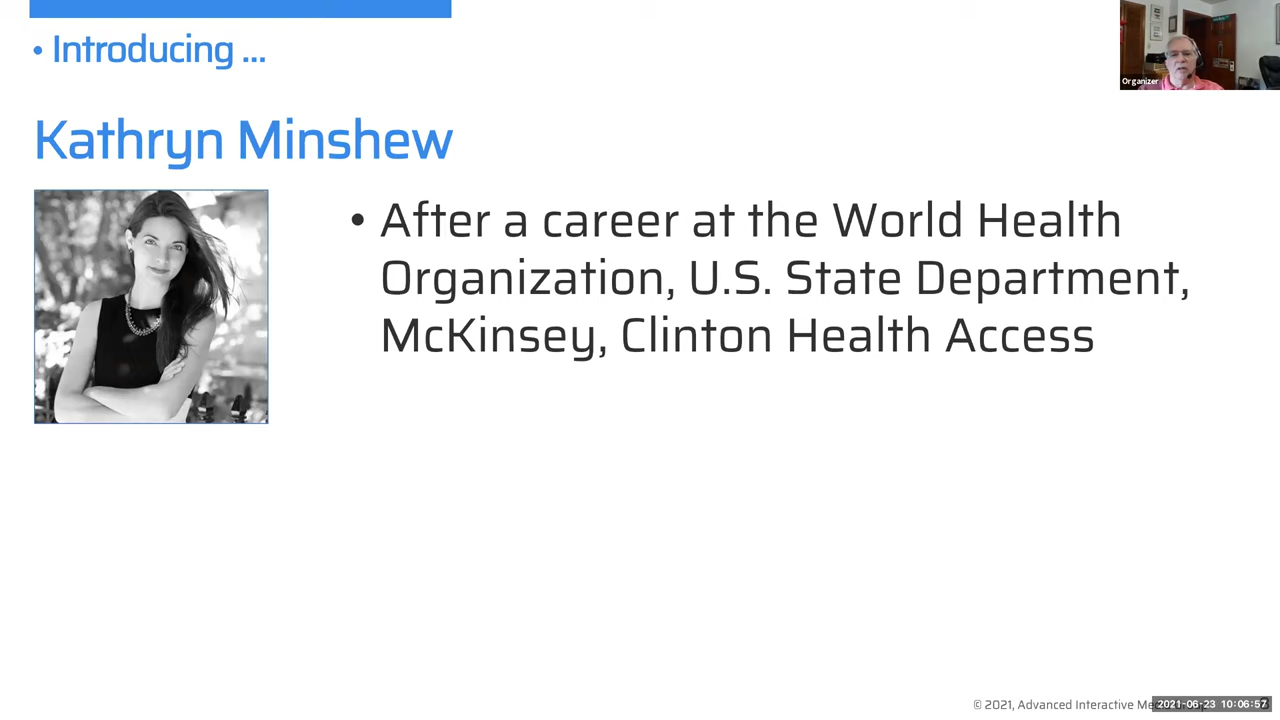 • Introducing ...
Organizer
Kathryn Minshew
• After a career at the World Health
Organization, U.S. State Department,
McKinsey, Clinton Health Access
© 2021, Advanced Interactive
2021-06-23 10:06:57